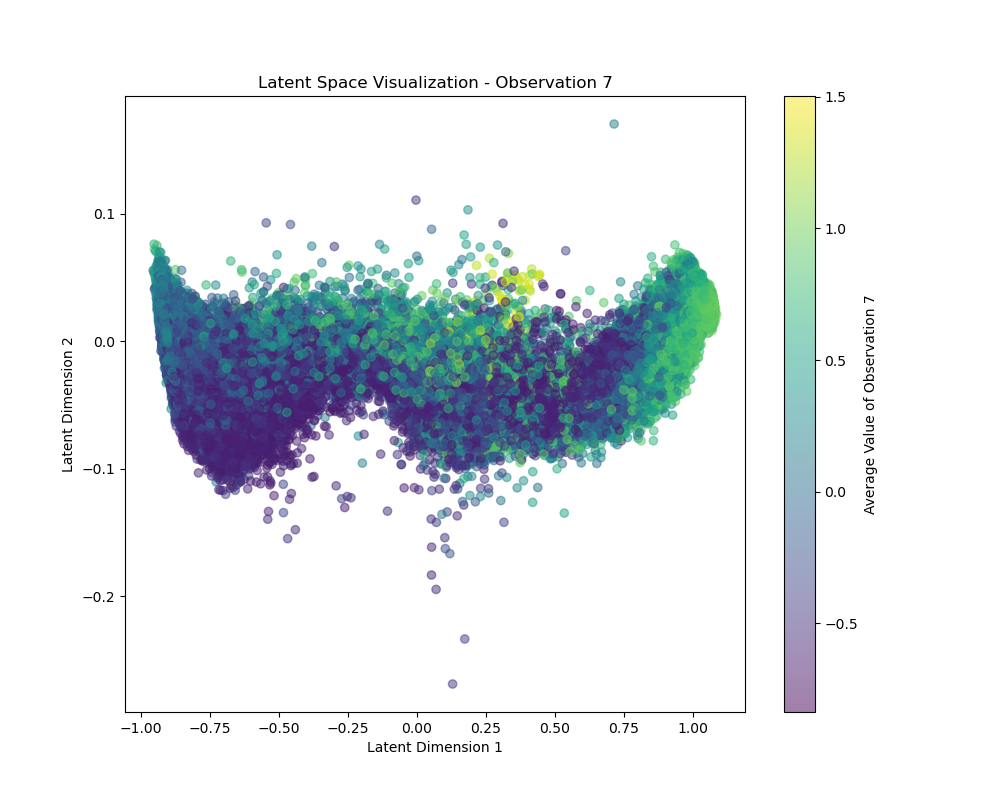 Latent Space Visualization - Observation 7
Latent Dimension 2
0.1
0.0
−0.1
−0.2
−1.00 −0.75 −0.50 −0.25 0.00 0.25 0.50 0.75 1.00
Latent Dimension 1
1.5
1.0
0.5
0.0
−0.5
Average Value of Observation 7